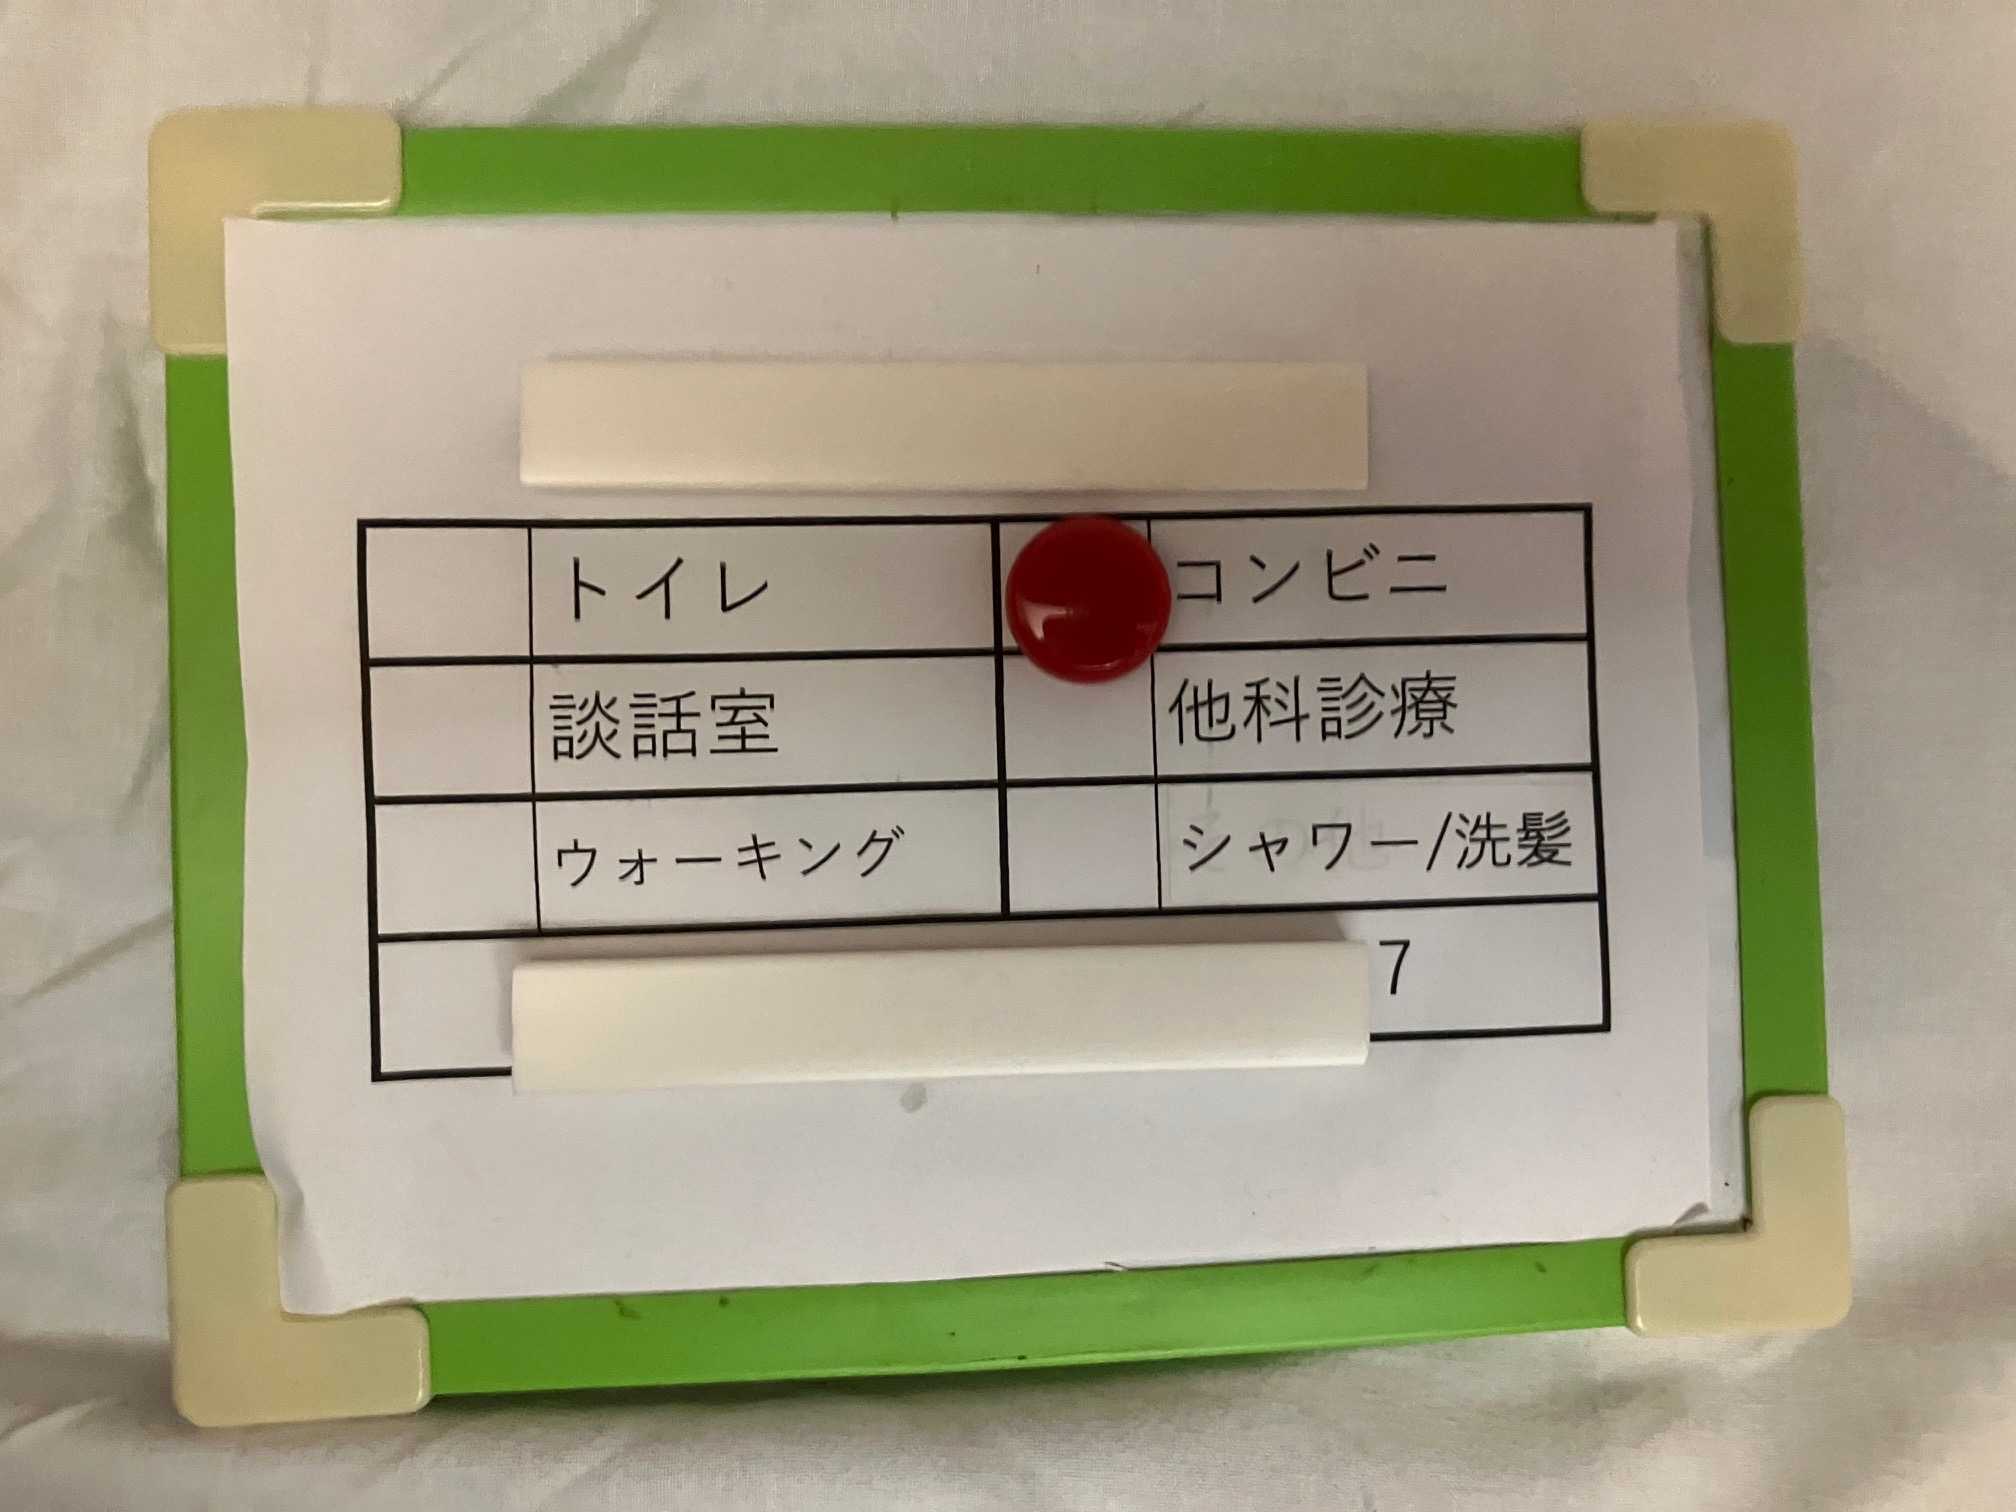 トイレ コンビニ
談話室 他科診療
ウォーキング シャワー/洗髪
7